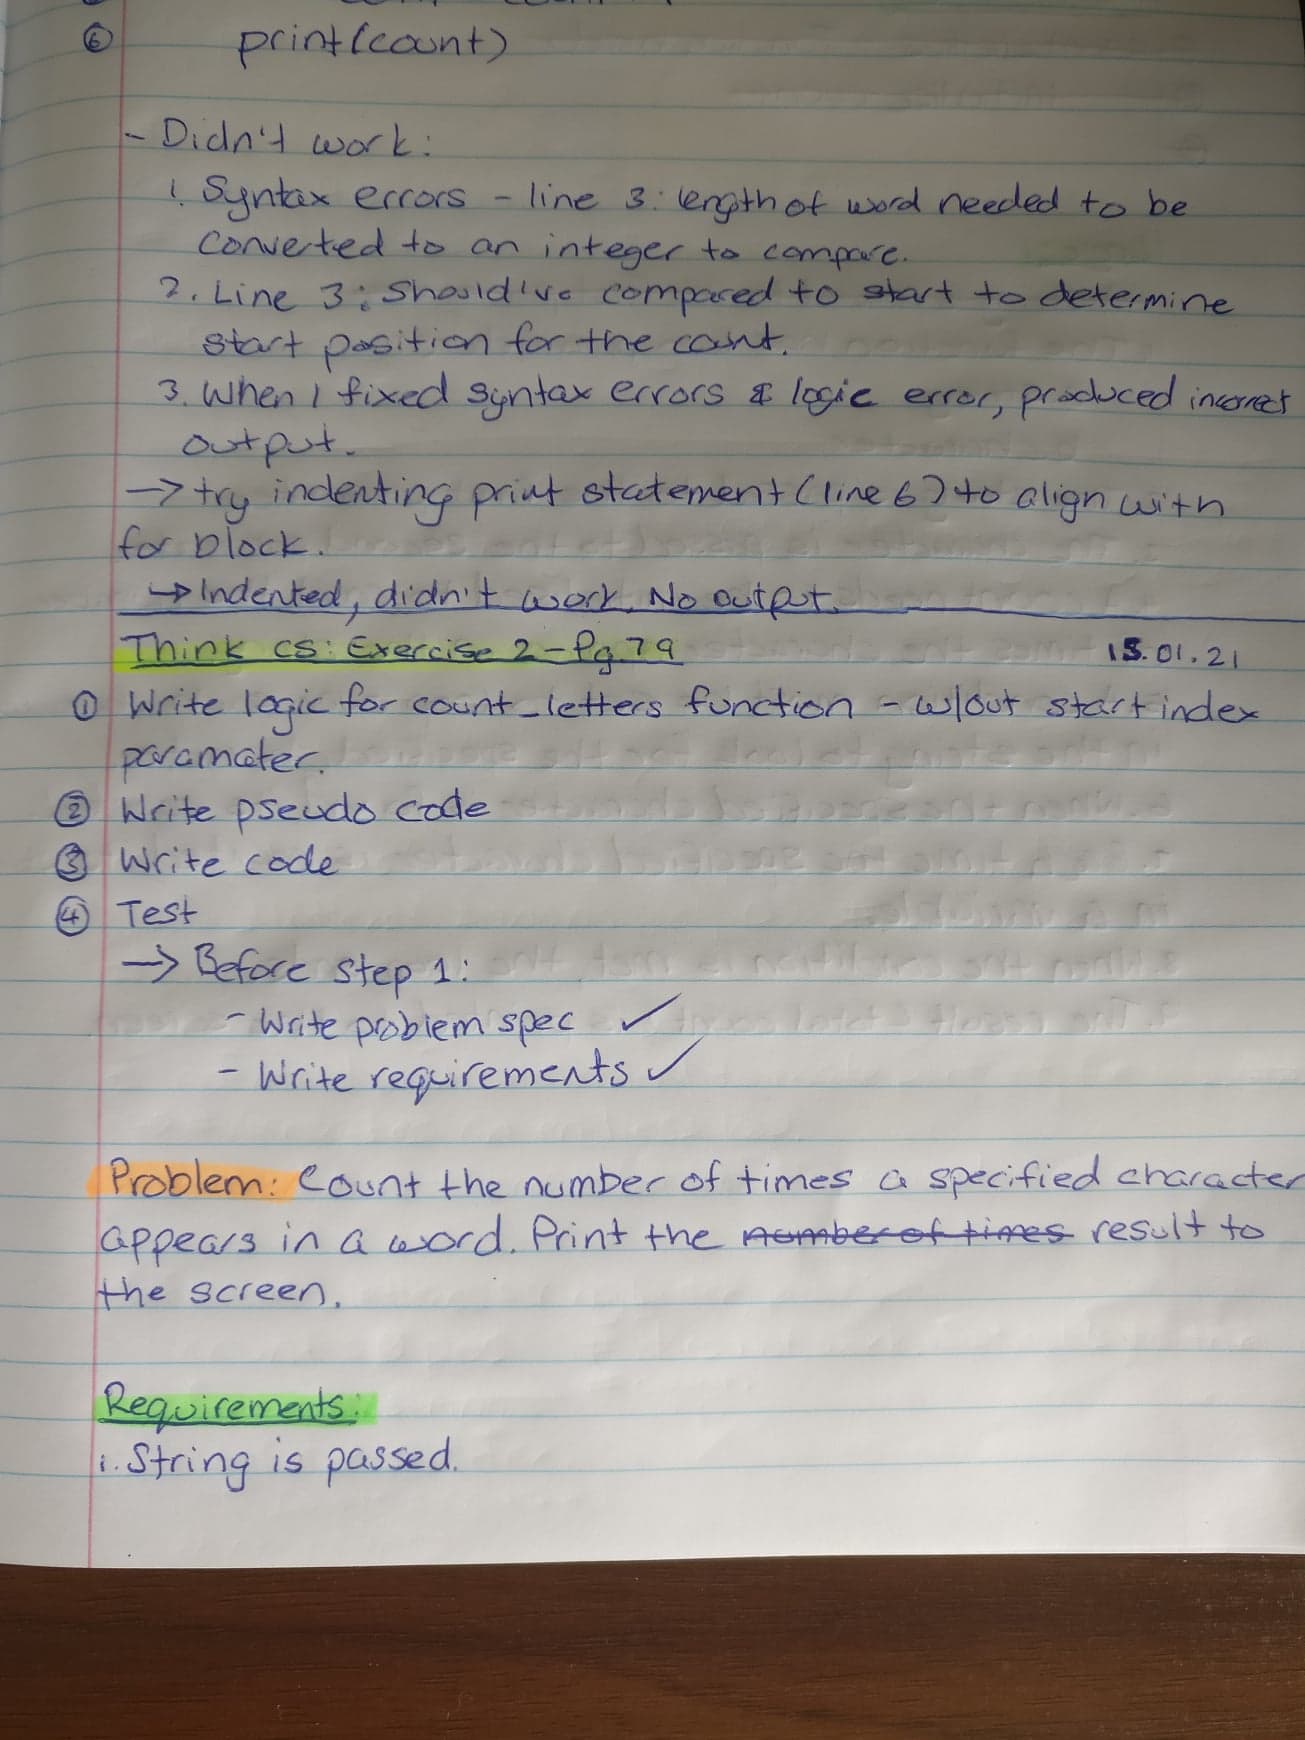 ⑥ print(count)
- Didn't work:
1. Syntax errors - line 3: length of word needed to be
converted to an integer to compare.
2. Line 3: Should've compared to start to determine
start position for the count.
3. When I fixed syntax errors & logic error, produced incorrect
output.
→ try indenting print statement (line 6) to align with
for block.
→ Indented, didn't work. No output.
Think CS: Exercise 2 - Pg. 79 15.01.21
① Write logic for count_letters function - w/out start index
paramater.
② Write pseudo code
③ Write code
④ Test
→ Before step 1:
- Write problem spec ✓
- Write requirements ✓
Problem: Count the number of times a specified character
appears in a word. Print the number of times result to
the screen.
Requirements:
1. String is passed.